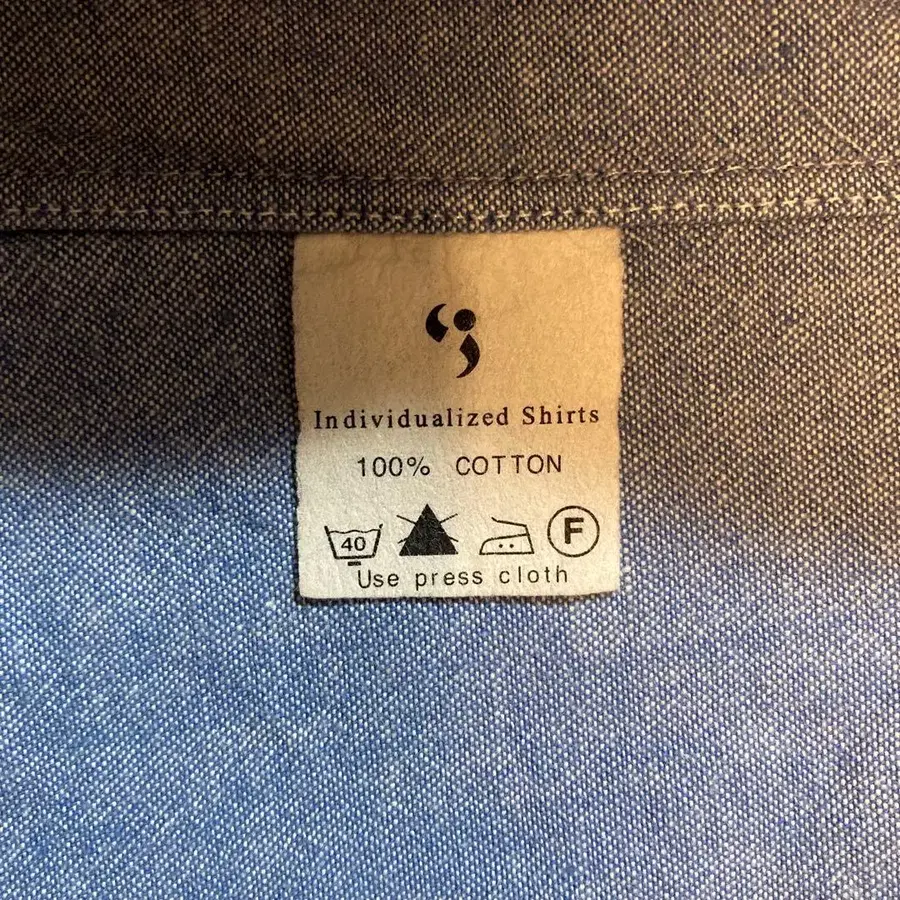 Individualized Shirts
100% COTTON
40 F
Use press cloth